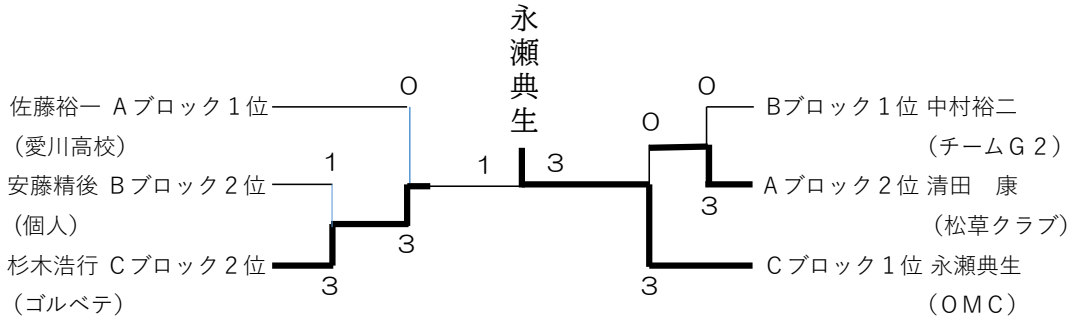 永瀬典生
佐藤裕一 Aブロック1位
(愛川高校)
安藤精後 Bブロック2位
(個人)
杉木浩行 Cブロック2位
(ゴルベテ)
0
1
3
3
1
3
0
0
3
3
Bブロック1位 中村裕二
(チームG2)
Aブロック2位 清田 康
(松草クラブ)
Cブロック1位 永瀬典生
(OMC)